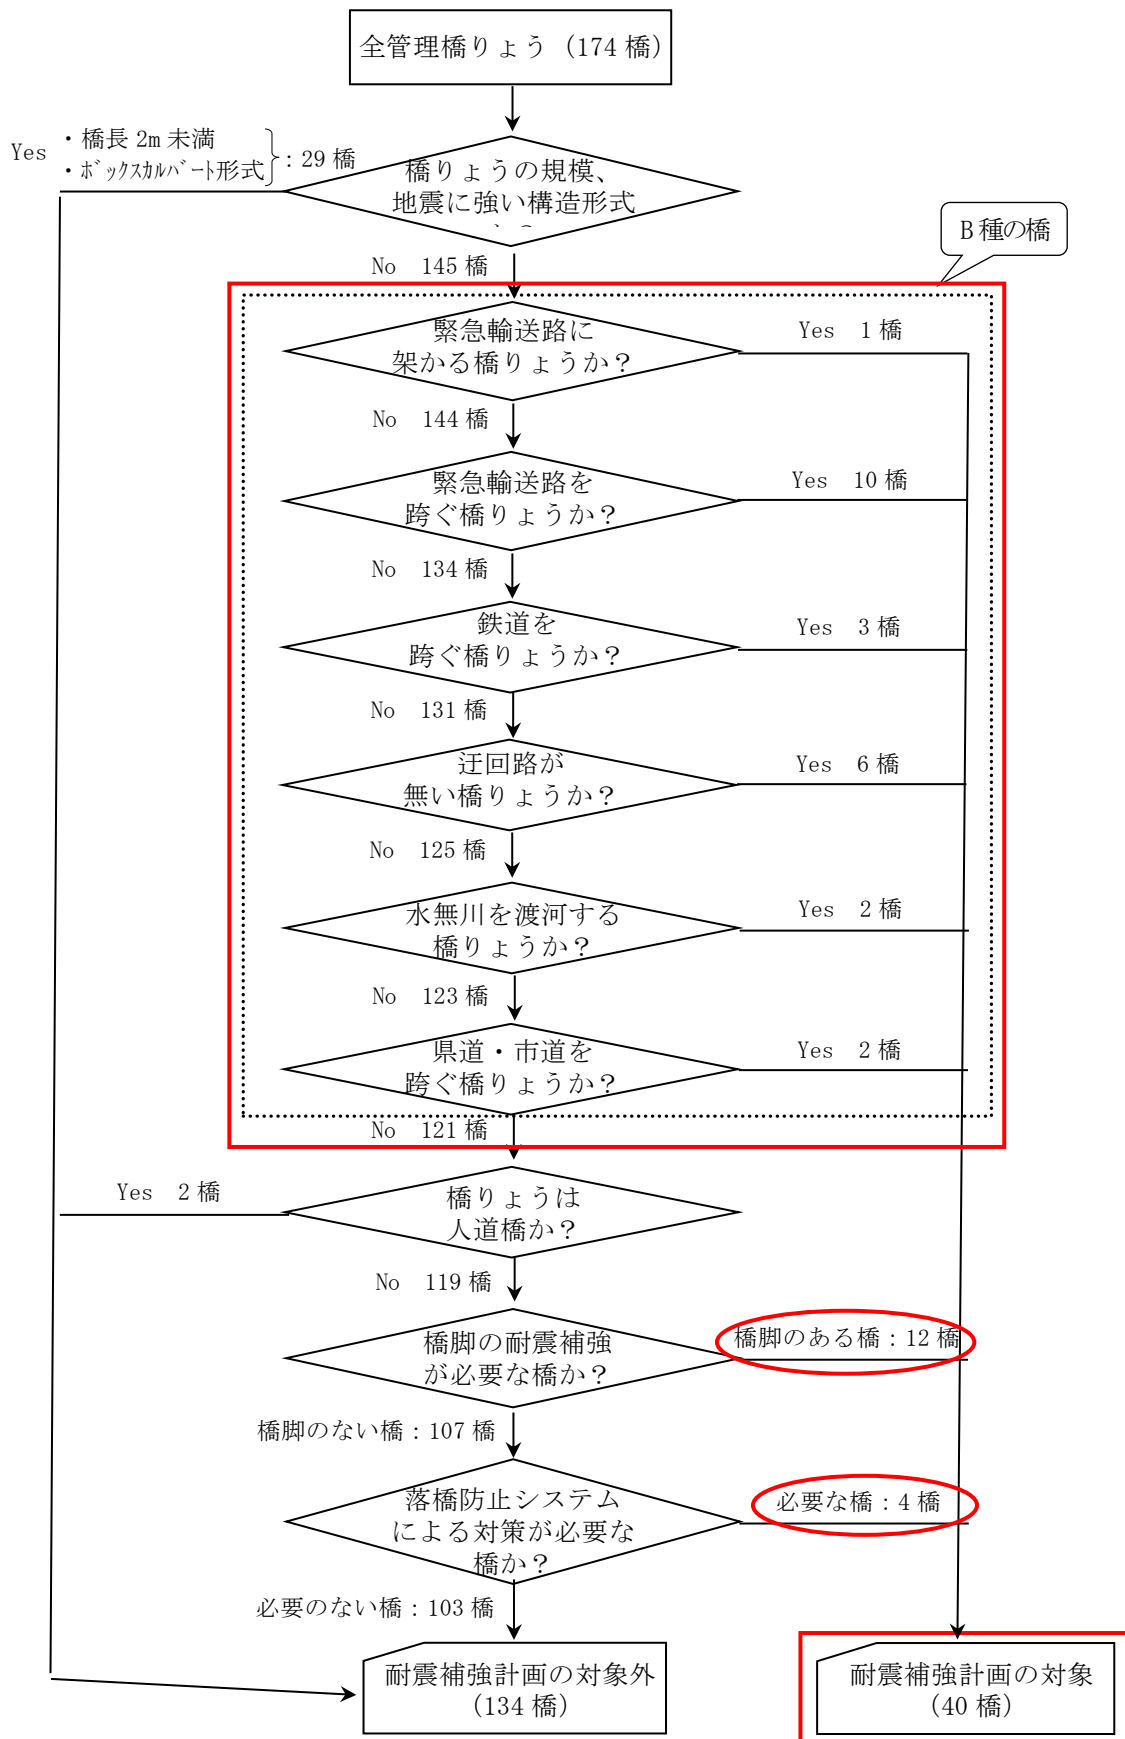 全管理橋りょう（174 橋）
・橋長 2m 未満
Yes
・ﾎﾞｯｸｽｶﾙﾊﾞｰﾄ形式
：29 橋
橋りょうの規模、
地震に強い構造形式
B 種の橋
No 145 橋
緊急輸送路に
架かる橋りょうか？
Yes 1 橋
No 144 橋
緊急輸送路を
跨ぐ橋りょうか？
Yes 10 橋
No 134 橋
鉄道を
跨ぐ橋りょうか？
Yes 3 橋
No 131 橋
迂回路が
無い橋りょうか？
Yes 6 橋
No 125 橋
水無川を渡河する
橋りょうか？
Yes 2 橋
No 123 橋
県道・市道を
跨ぐ橋りょうか？
Yes 2 橋
No 121 橋
Yes 2 橋
橋りょうは
人道橋か？
No 119 橋
橋脚の耐震補強
が必要な橋か？
橋脚のある橋：12 橋
橋脚のない橋：107 橋
落橋防止システム
による対策が必要な
橋か？
必要な橋：4 橋
必要のない橋：103 橋
耐震補強計画の対象外
（134 橋）
耐震補強計画の対象
（40 橋）